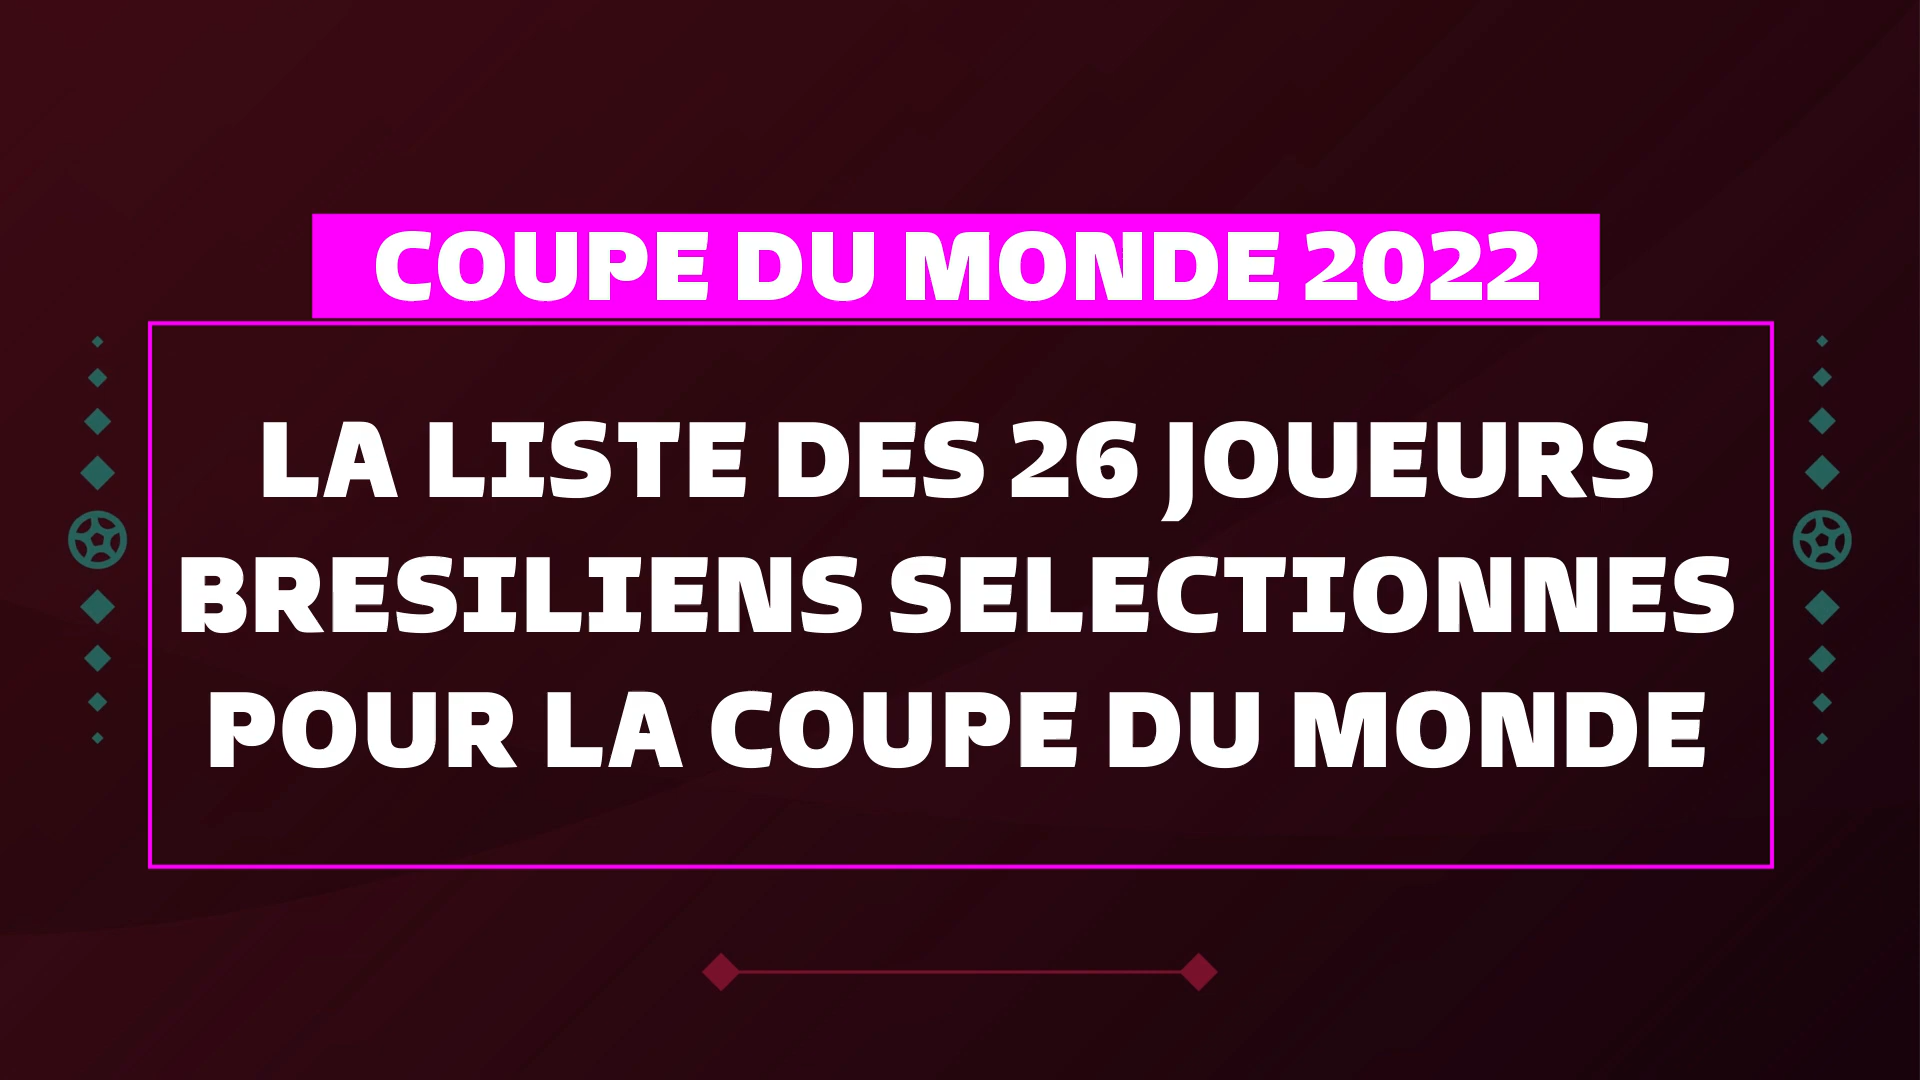 COUPE DU MONDE 2022
LA LISTE DES 26 JOUEURS
BRESILIENS SELECTIONNES
POUR LA COUPE DU MONDE